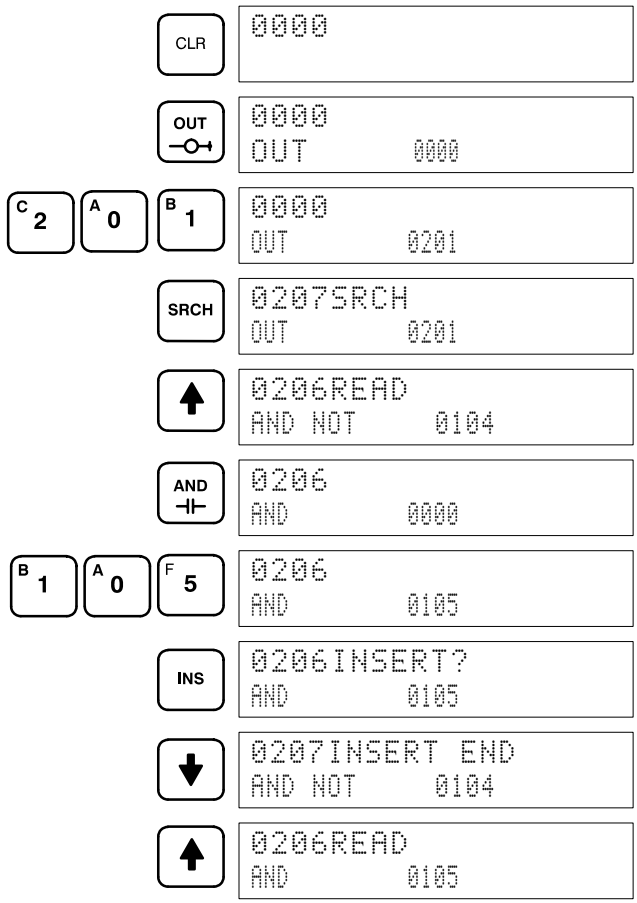 CLR
0000
OUT
0000
OUT 0000
C 2 A 0 B 1
0000
OUT 0201
SRCH
0207SRCH
OUT 0201
0206READ
AND NOT 0104
AND
0206
AND 0000
B 1 A 0 F 5
0206
AND 0105
INS
0206INSERT?
AND 0105
0207INSERT END
AND NOT 0104
0206READ
AND 0105